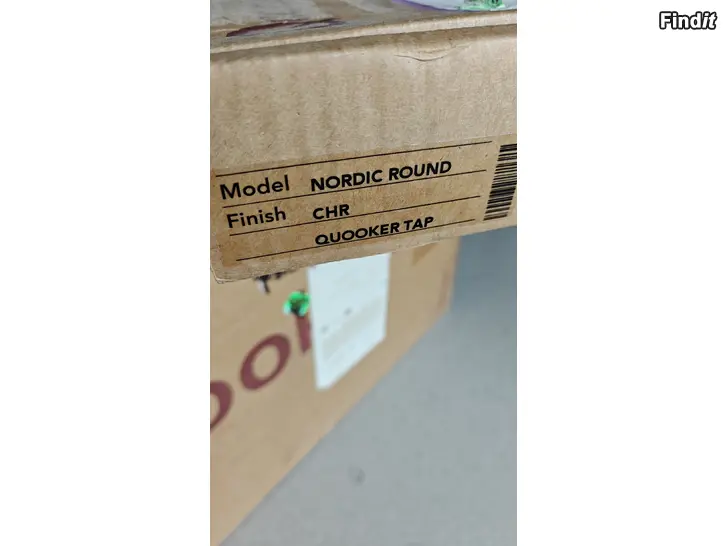 Findit
Model NORDIC ROUND
Finish CHR
QUOOKER TAP